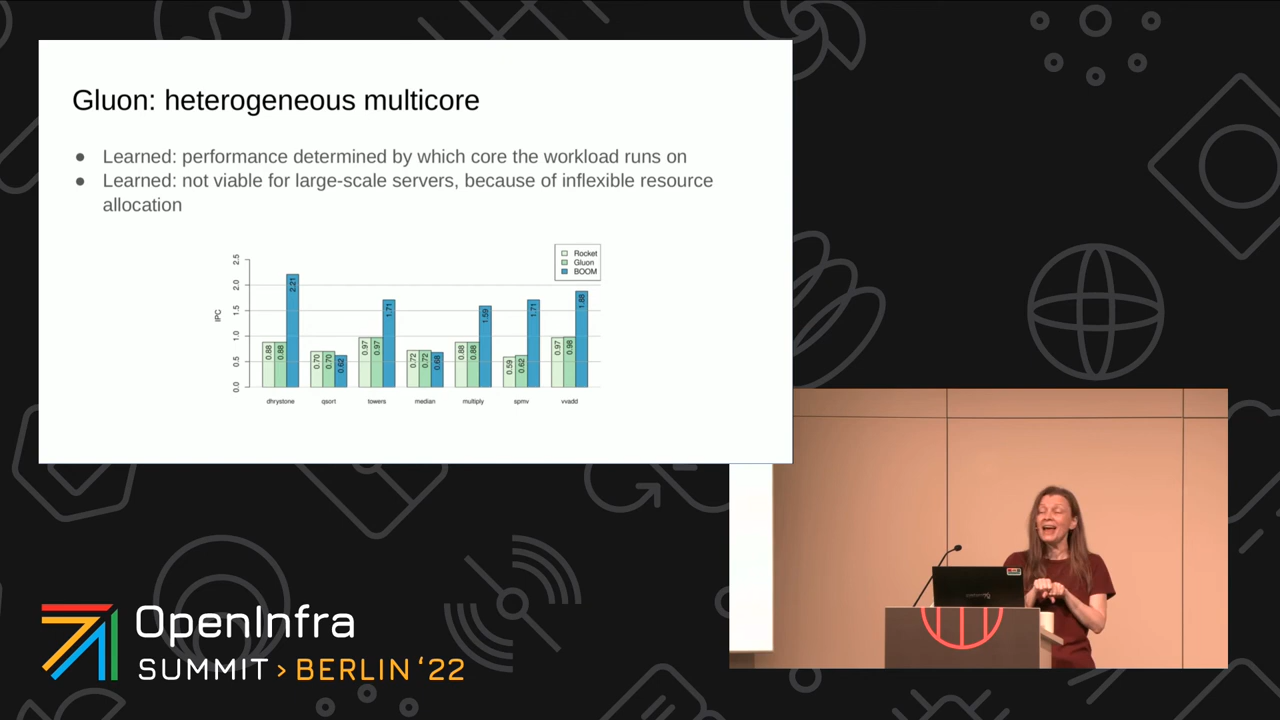 Gluon: heterogeneous multicore
● Learned: performance determined by which core the workload runs on
● Learned: not viable for large-scale servers, because of inflexible resource
allocation
Rocket
Gluon
BOOM
IPC
2.5
2.0
1.5
1.0
0.5
0.0
0.88 0.88 2.21
0.70 0.70 0.62
0.97 0.97 1.71
0.72 0.72 0.68
0.88 0.88 1.59
0.59 0.62 1.71
0.97 0.98 1.88
dhrystone qsort towers median multiply spmv vvadd
OpenInfra
SUMMIT > BERLIN ‘22